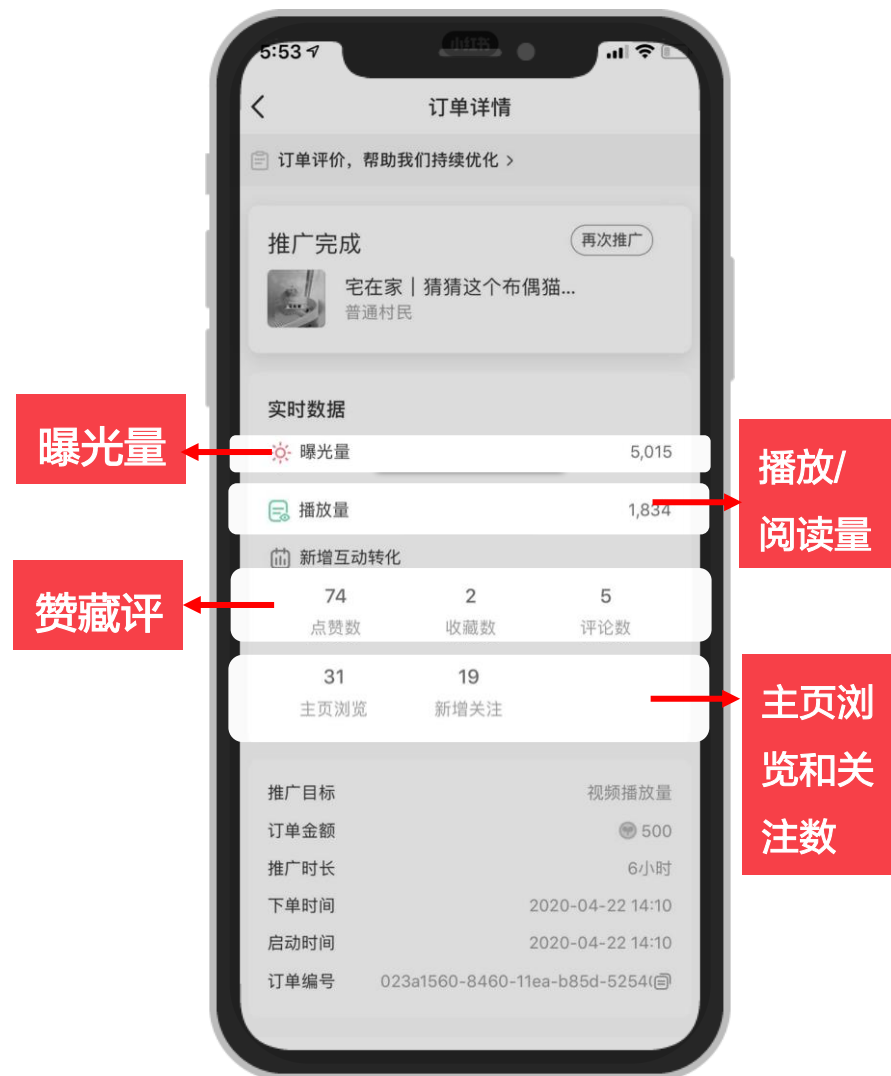 5:53
小红书
订单详情
订单评价，帮助我们持续优化 >
推广完成
再次推广
宅在家｜猜猜这个布偶猫...
普通村民
实时数据
曝光量
曝光量 5,015
播放/
阅读量
播放量 1,834
新增互动转化
赞藏评
74 2 5
点赞数 收藏数 评论数
31 19
主页浏览 新增关注
主页浏
览和关
注数
推广目标 视频播放量
订单金额 500
推广时长 6小时
下单时间 2020-04-22 14:10
启动时间 2020-04-22 14:10
订单编号 023a1560-8460-11ea-b85d-5254(